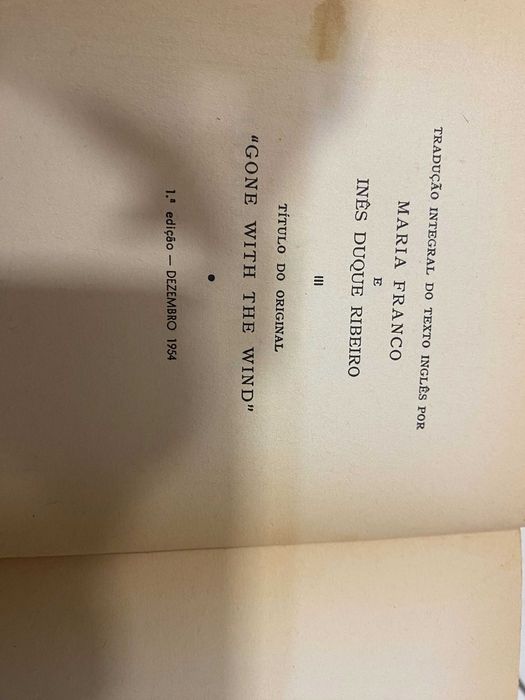 TRADUÇÃO INTEGRAL DO TEXTO INGLÊS POR
MARIA FRANCO
E
INÊS DUQUE RIBEIRO
TÍTULO DO ORIGINAL
"GONE WITH THE WIND"
1.ª edição — DEZEMBRO 1954